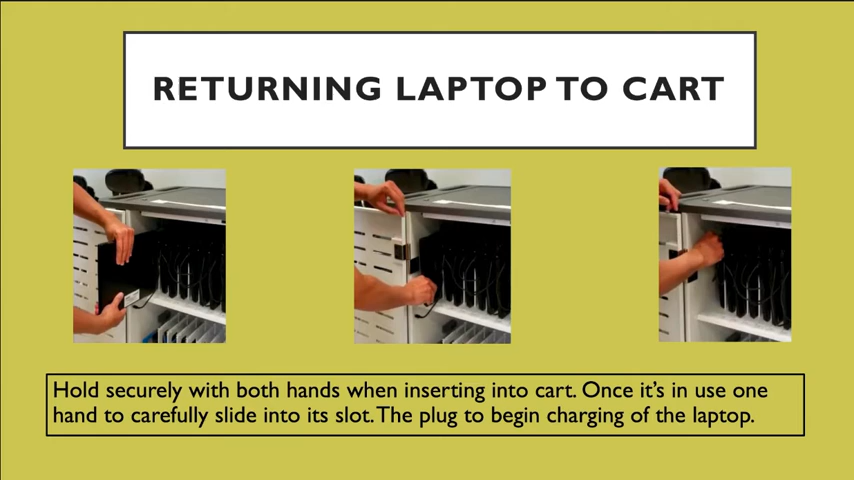 RETURNING LAPTOP TO CART
Hold securely with both hands when inserting into cart. Once it's in use one
hand to carefully slide into its slot. The plug to begin charging of the laptop.